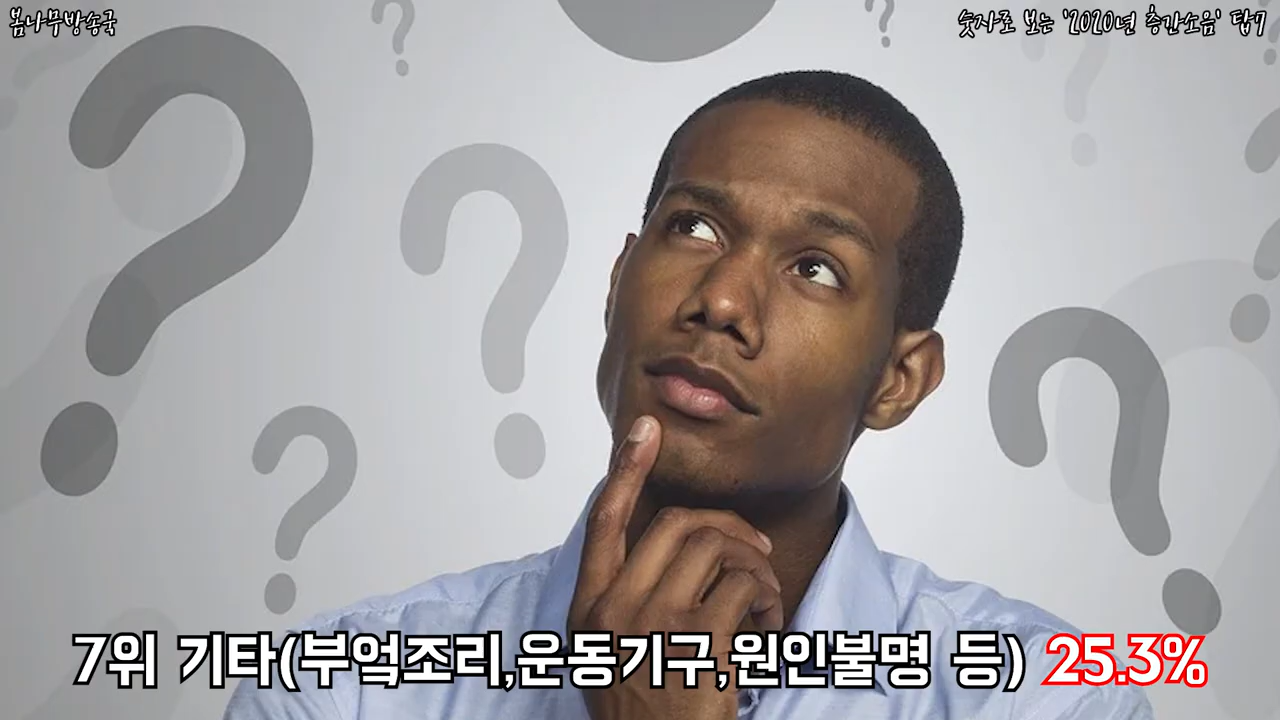 봄나무방송국
숫자로 보는 '2020년 층간소음' 탑7
7위 기타(부엌조리,운동기구,원인불명 등) 25.3%